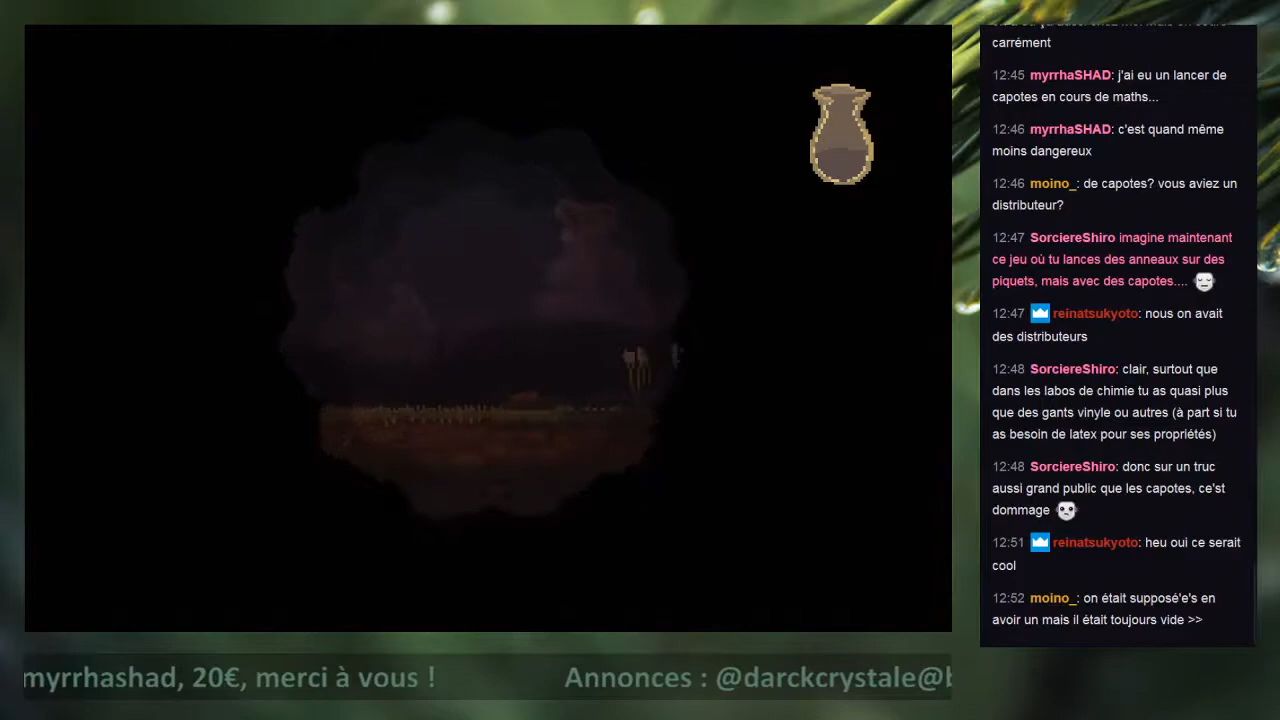 carrément
12:45 myrrhaSHAD: j'ai eu un lancer de
capotes en cours de maths...
12:46 myrrhaSHAD: c'est quand même
moins dangereux
12:46 moino_: de capotes? vous aviez un
distributeur?
12:47 SorciereShiro imagine maintenant
ce jeu où tu lances des anneaux sur des
piquets, mais avec des capotes....
12:47 reinatsukyoto: nous on avait
des distributeurs
12:48 SorciereShiro: clair, surtout que
dans les labos de chimie tu as quasi plus
que des gants vinyle ou autres (à part si tu
as besoin de latex pour ses propriétés)
12:48 SorciereShiro: donc sur un truc
aussi grand public que les capotes, ce'st
dommage
12:51 reinatsukyoto: heu oui ce serait
cool
12:52 moino_: on était supposé'e's en
avoir un mais il était toujours vide >>
myrrhashad, 20€, merci à vous ! Annonces : @darckcrystale@b